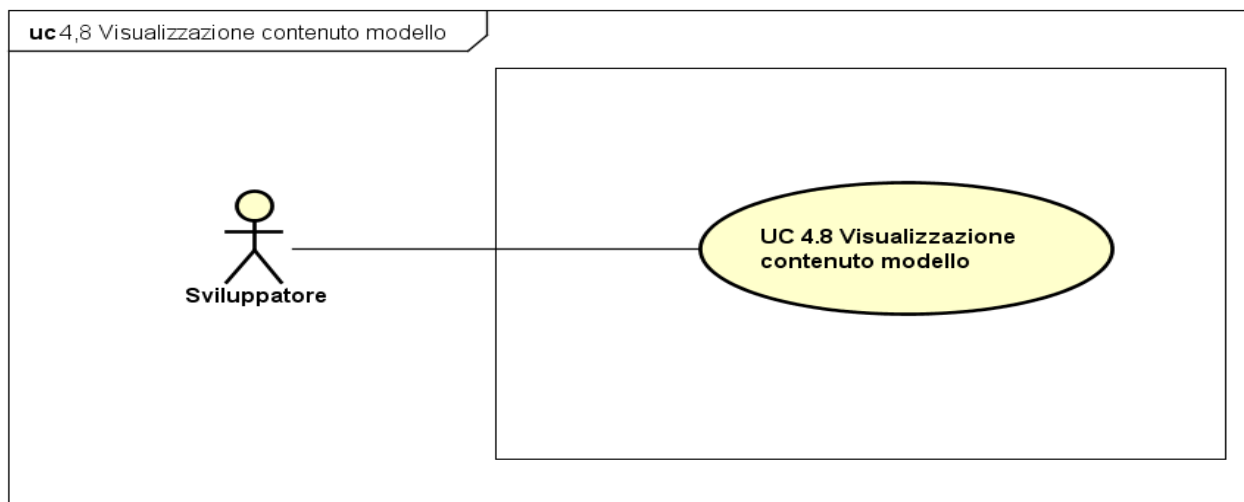 uc 4,8 Visualizzazione contenuto modello
UC 4.8 Visualizzazione
contenuto modello
Sviluppatore